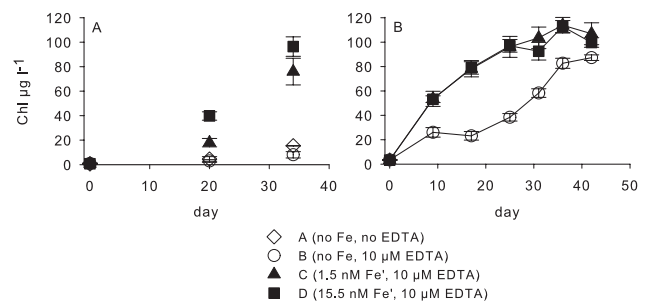 A
B
Chl µg l-1
120
100
80
60
40
20
0
120
100
80
60
40
20
0
0 10 20 30 40
0 10 20 30 40 50
day
day
A (no Fe, no EDTA)
B (no Fe, 10 µM EDTA)
C (1.5 nM Fe', 10 µM EDTA)
D (15.5 nM Fe', 10 µM EDTA)